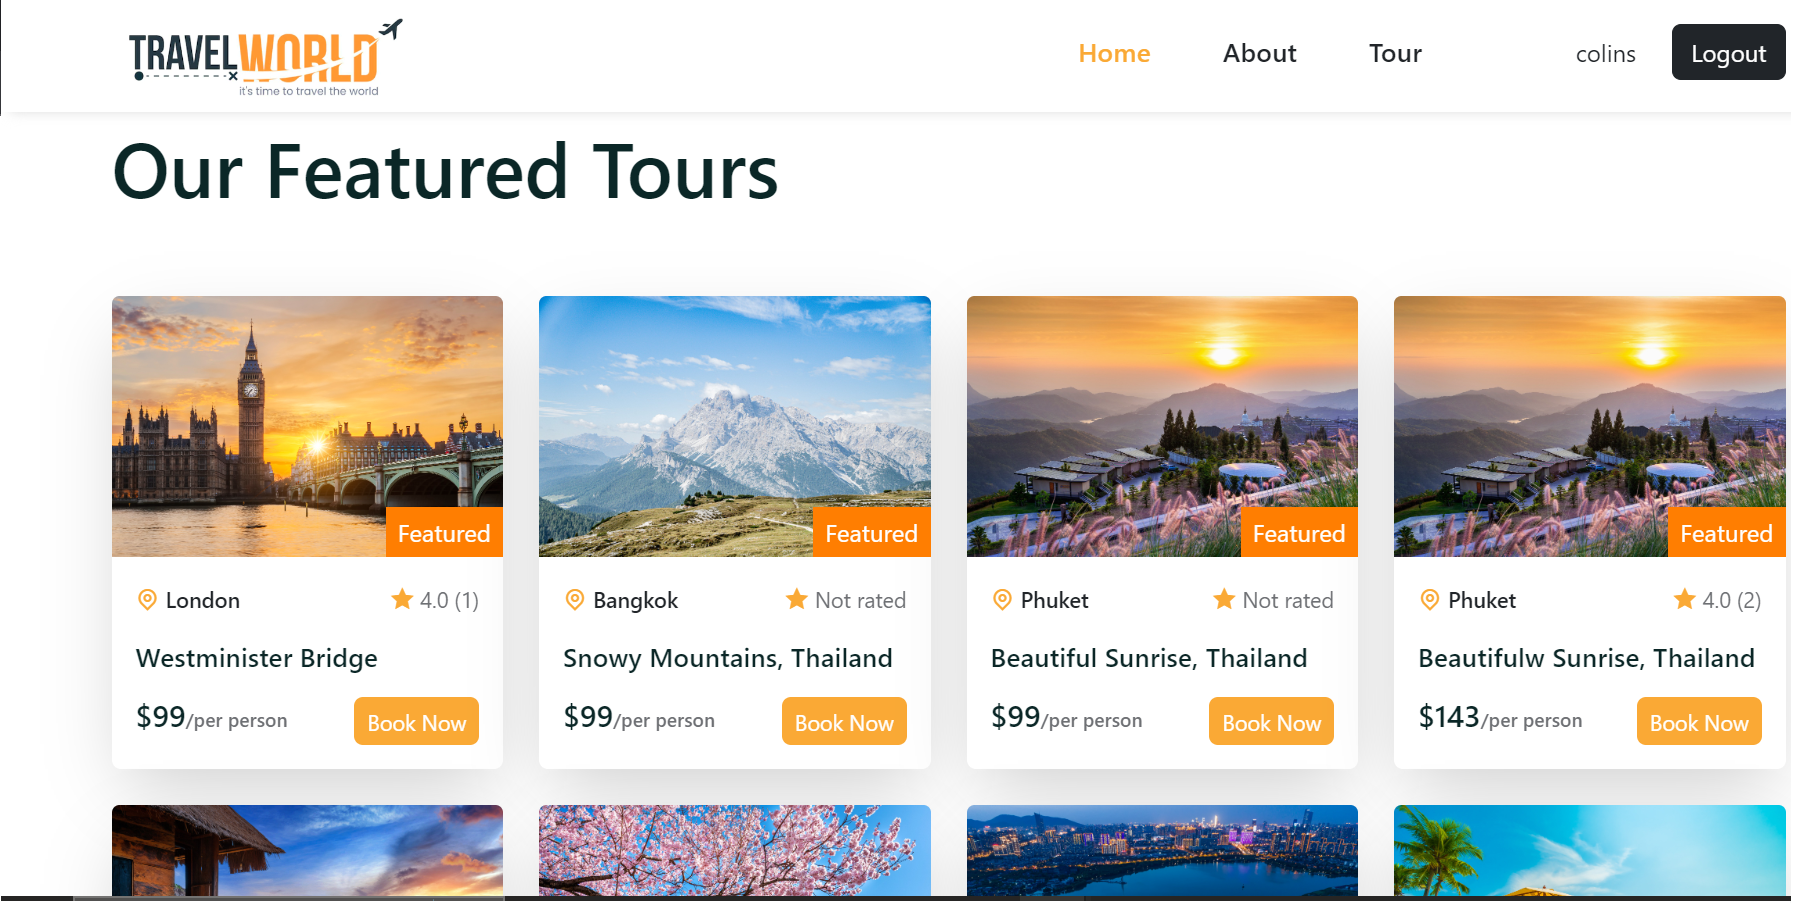 TRAVELWORLD
it's time to travel the world
Home About Tour colins Logout
Our Featured Tours
Featured Featured Featured Featured
London 4.0 (1) Bangkok Not rated Phuket Not rated Phuket 4.0 (2)
Westminister Bridge Snowy Mountains, Thailand Beautiful Sunrise, Thailand Beautifulw Sunrise, Thailand
$99/per person Book Now $99/per person Book Now $99/per person Book Now $143/per person Book Now